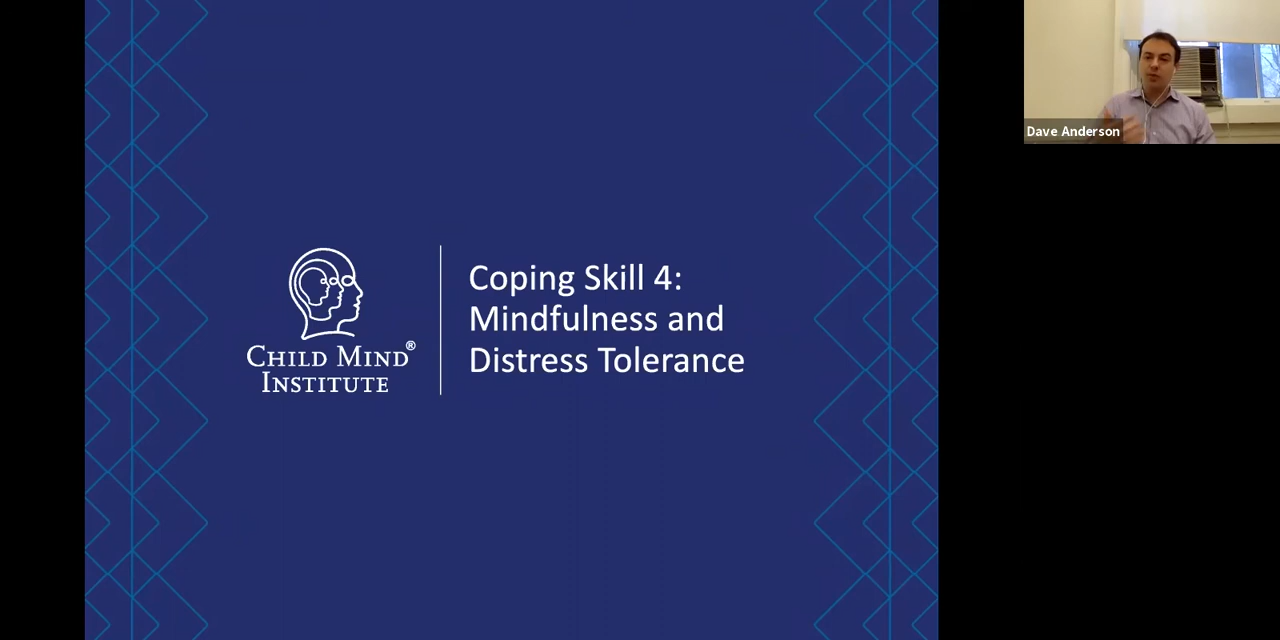 Coping Skill 4:
Mindfulness and
Distress Tolerance
CHILD MIND®
INSTITUTE
Dave Anderson